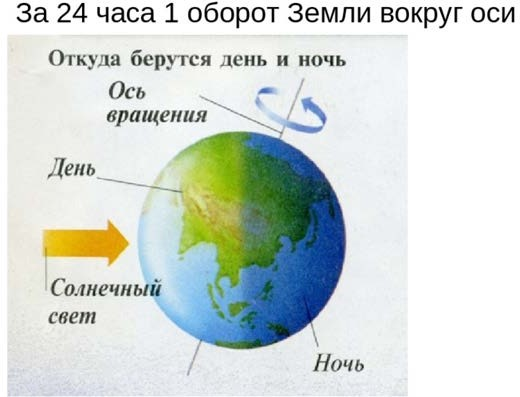 За 24 часа 1 оборот Земли вокруг оси
Откуда берутся день и ночь
Ось
вращения
День
Солнечный
свет
Ночь